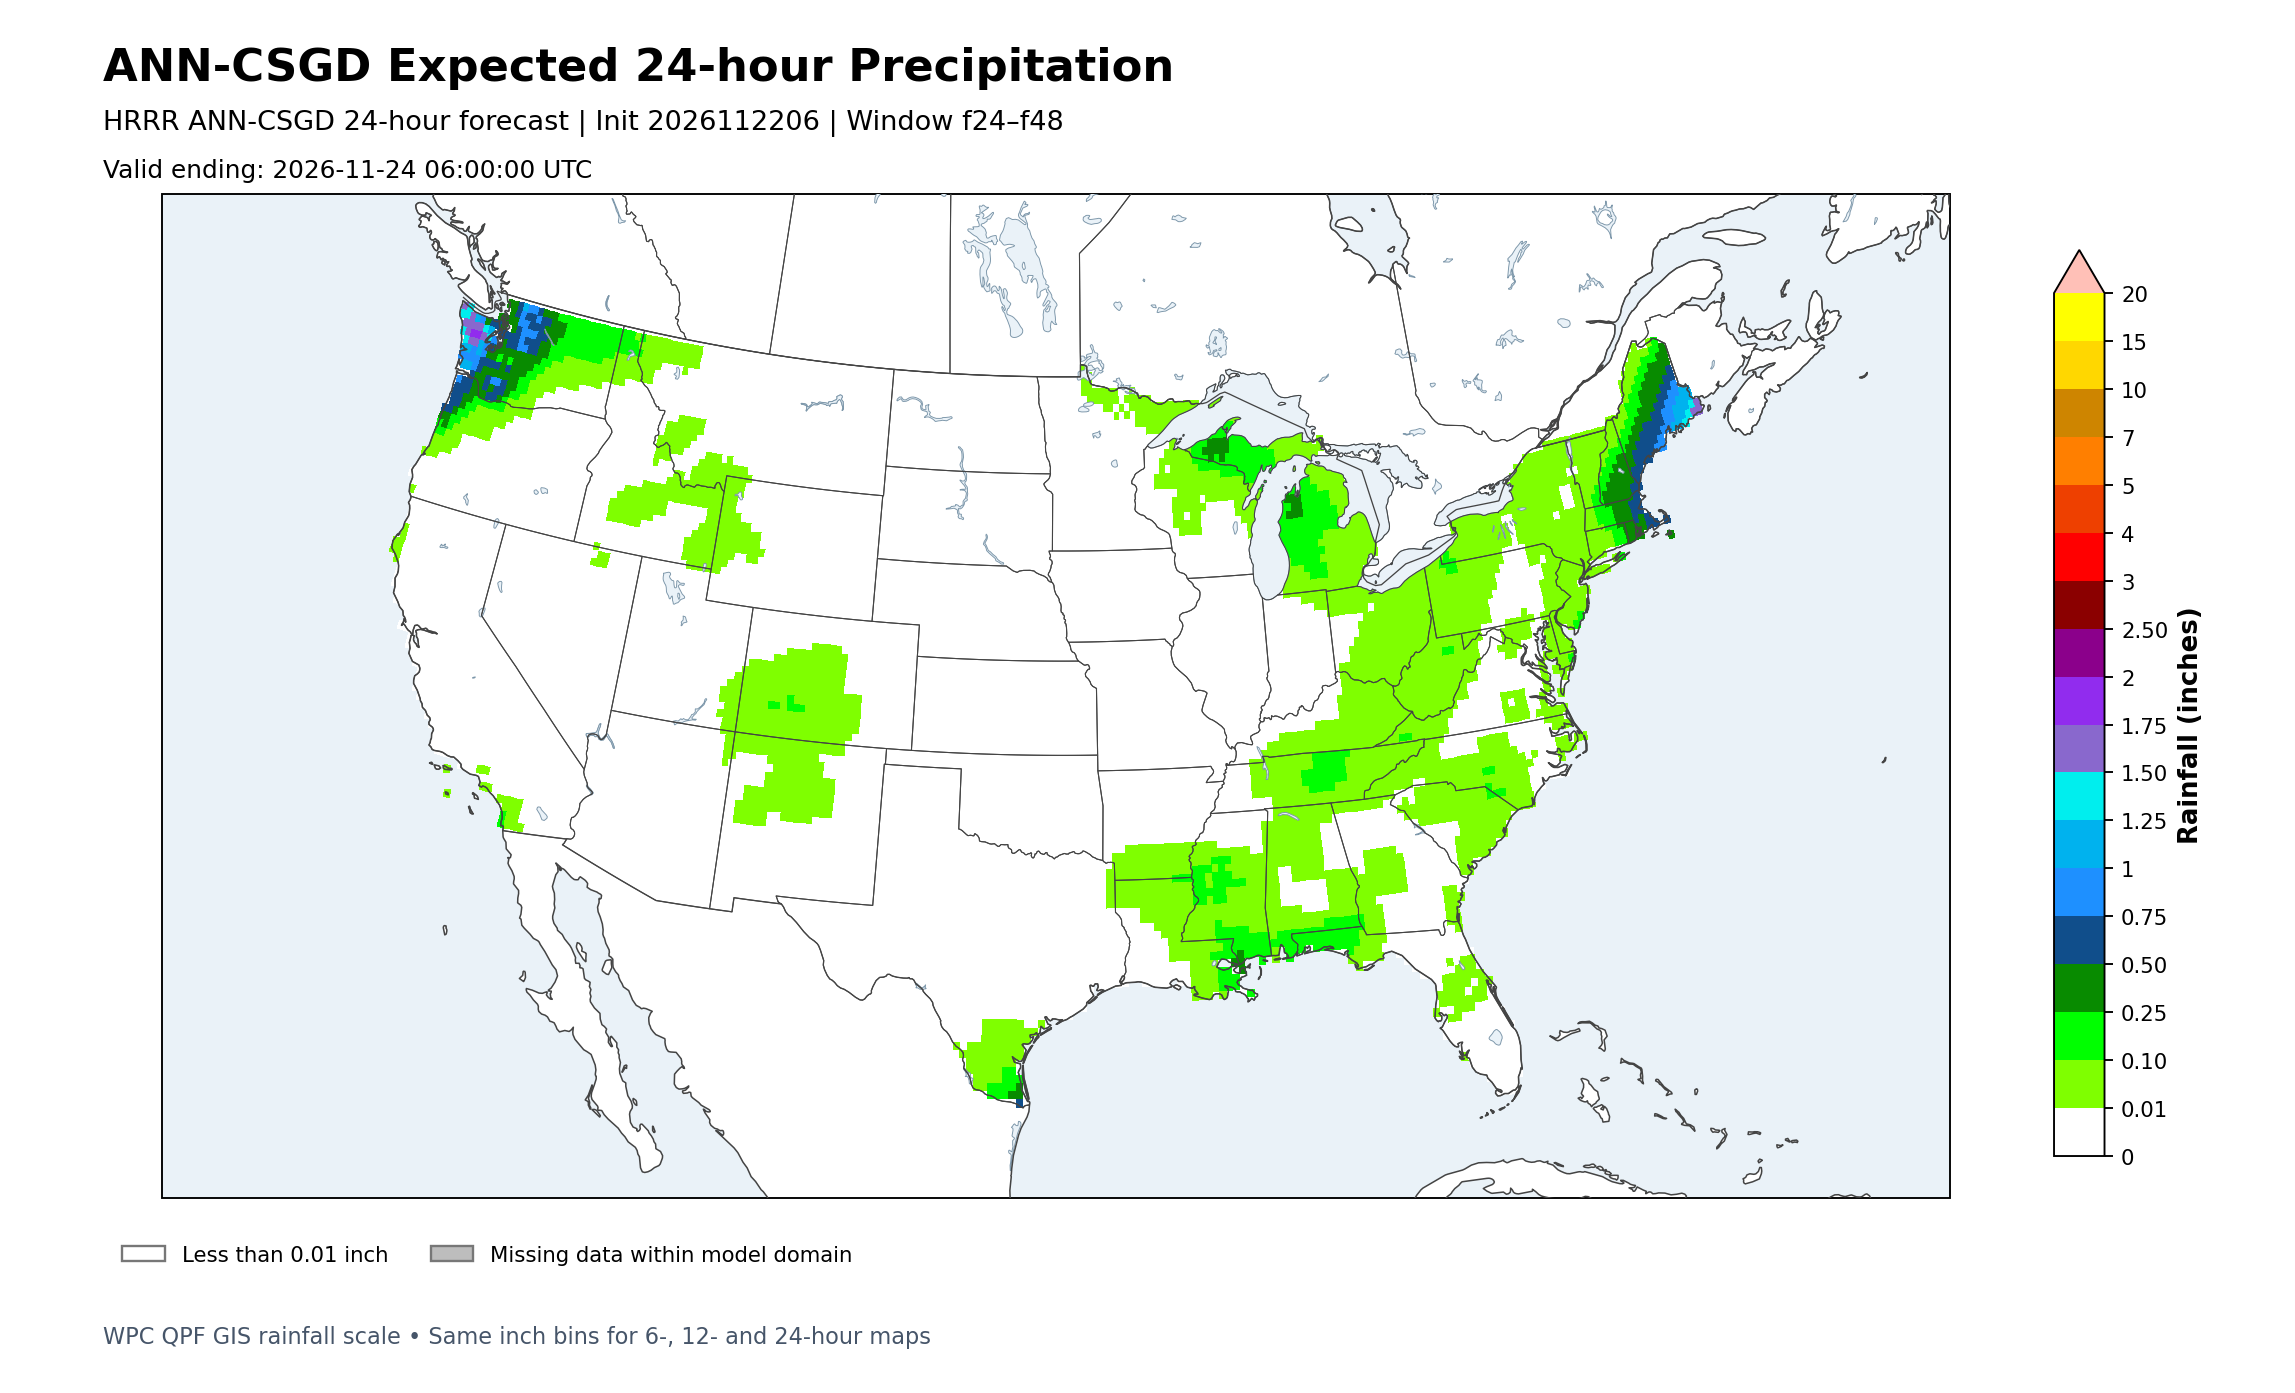 ANN-CSGD Expected 24-hour Precipitation
HRRR ANN-CSGD 24-hour forecast | Init 2026112206 | Window f24–f48
Valid ending: 2026-11-24 06:00:00 UTC
20
15
10
7
5
4
3
2.50
2
1.75
1.50
1.25
1
0.75
0.50
0.25
0.10
0.01
0
Rainfall (inches)
Less than 0.01 inch
Missing data within model domain
WPC QPF GIS rainfall scale • Same inch bins for 6-, 12- and 24-hour maps